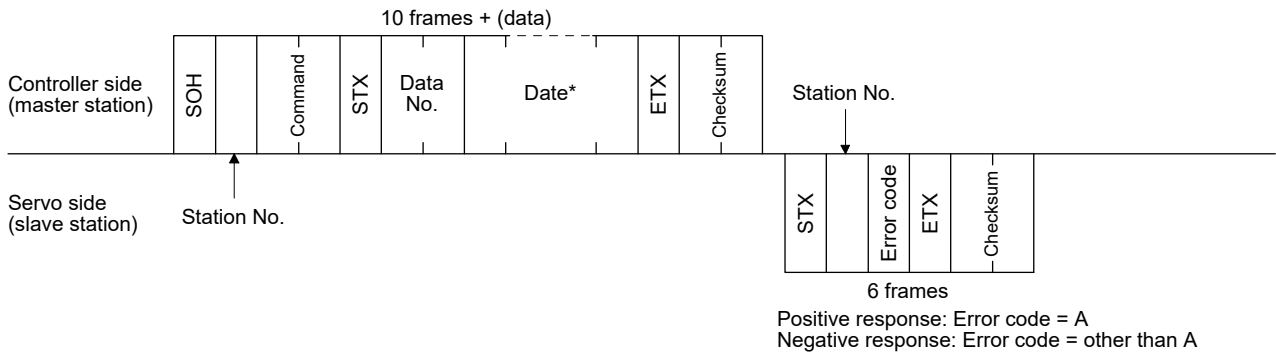 10 frames + (data)
Controller side
(master station)
SOH
Command
STX
Data
No.
Date*
ETX
Checksum
Station No.
Servo side
(slave station)
Station No.
STX
Error code
ETX
Checksum
6 frames
Positive response: Error code = A
Negative response: Error code = other than A